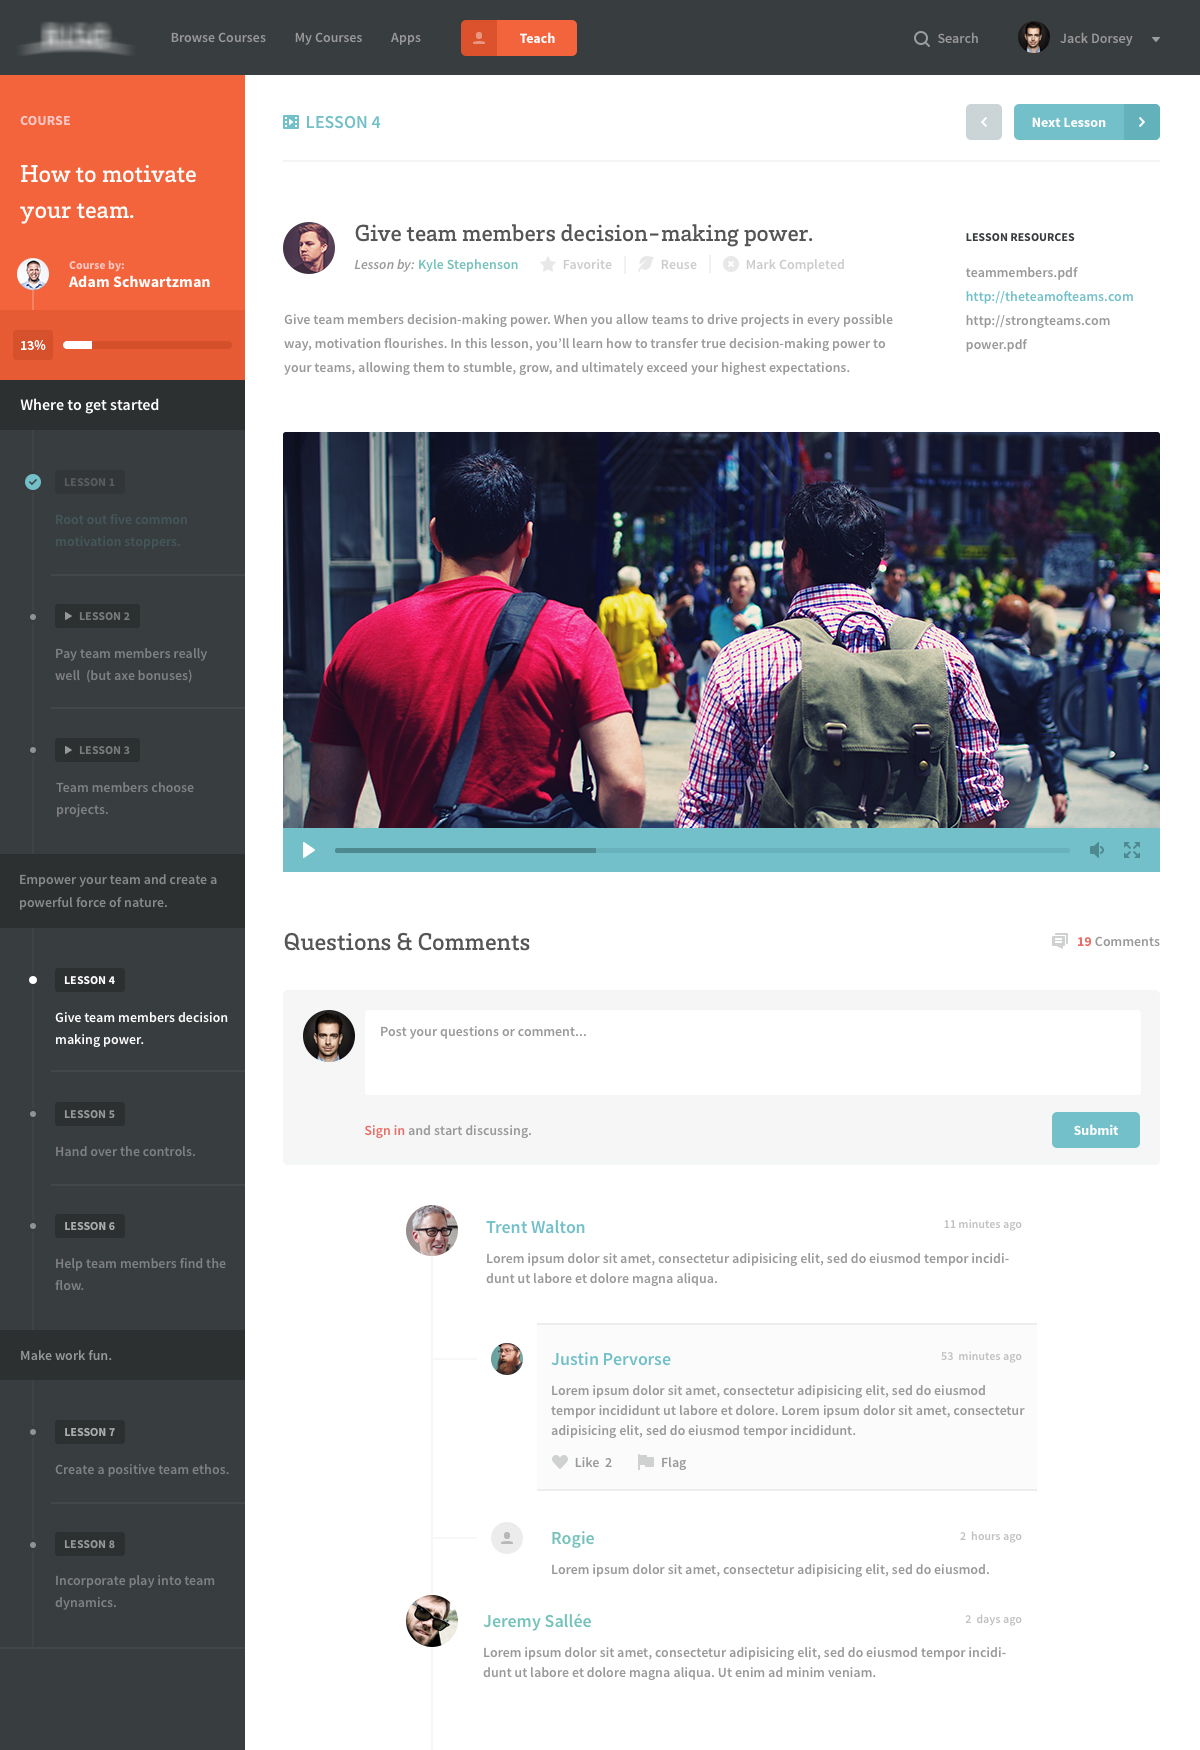 Browse Courses
My Courses
Apps
Teach
Search
Jack Dorsey
COURSE
How to motivate
your team.
Course by:
Adam Schwartzman
13%
Where to get started
LESSON 1
Root out five common
motivation stoppers.
LESSON 2
Pay team members really
well (but axe bonuses)
LESSON 3
Team members choose
projects.
Empower your team and create a
powerful force of nature.
LESSON 4
Give team members decision
making power.
LESSON 5
Hand over the controls.
LESSON 6
Help team members find the
flow.
Make work fun.
LESSON 7
Create a positive team ethos.
LESSON 8
Incorporate play into team
dynamics.
LESSON 4
Next Lesson
Give team members decision-making power.
Lesson by: Kyle Stephenson
Favorite
Reuse
Mark Completed
Give team members decision-making power. When you allow teams to drive projects in every possible
way, motivation flourishes. In this lesson, you'll learn how to transfer true decision-making power to
your teams, allowing them to stumble, grow, and ultimately exceed your highest expectations.
LESSON RESOURCES
teammembers.pdf
http://theteamofteams.com
http://strongteams.com
power.pdf
Questions & Comments
19 Comments
Post your questions or comment...
Sign in and start discussing.
Submit
Trent Walton
11 minutes ago
Lorem ipsum dolor sit amet, consectetur adipisicing elit, sed do eiusmod tempor incidi-
dunt ut labore et dolore magna aliqua.
Justin Pervorse
53 minutes ago
Lorem ipsum dolor sit amet, consectetur adipisicing elit, sed do eiusmod
tempor incididunt ut labore et dolore. Lorem ipsum dolor sit amet, consectetur
adipisicing elit, sed do eiusmod tempor incididunt.
Like 2
Flag
Rogie
2 hours ago
Lorem ipsum dolor sit amet, consectetur adipisicing elit, sed do eiusmod.
Jeremy Sallée
2 days ago
Lorem ipsum dolor sit amet, consectetur adipisicing elit, sed do eiusmod tempor incidi-
dunt ut labore et dolore magna aliqua. Ut enim ad minim veniam.